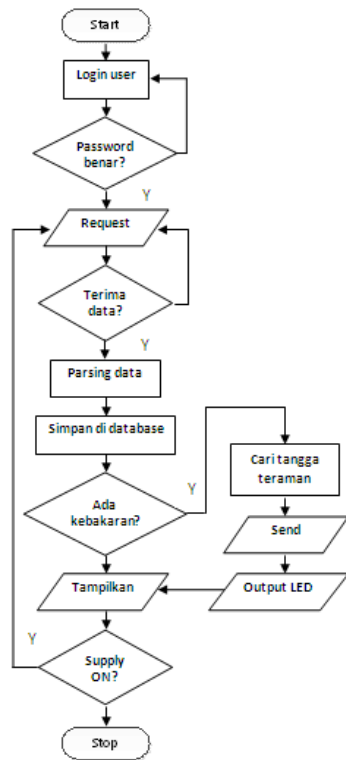 Start
Login user
Password
benar?
Y
Request
Terima
data?
Y
Parsing data
Simpan di database
Y
Cari tangga
teraman
Ada
kebakaran?
Send
Tampilkan
Output LED
Y
Supply
ON?
Stop